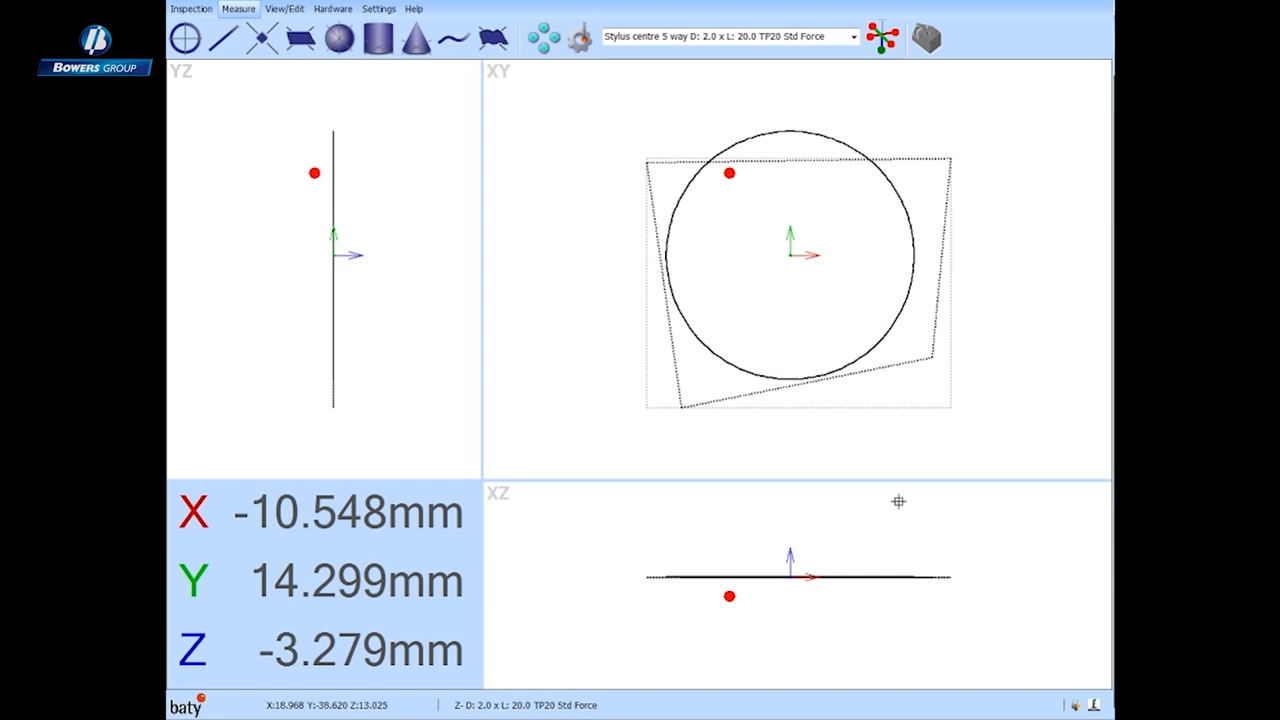 Inspection Measure View/Edit Hardware Settings Help
Stylus centre 5 way D: 2.0 x L: 20.0 TP20 Std Force
BOWERS GROUP
YZ
XY
XZ
X -10.548mm
Y 14.299mm
Z -3.279mm
baty X:18.968 Y:-38.620 Z:13.025 Z- D: 2.0 x L: 20.0 TP20 Std Force